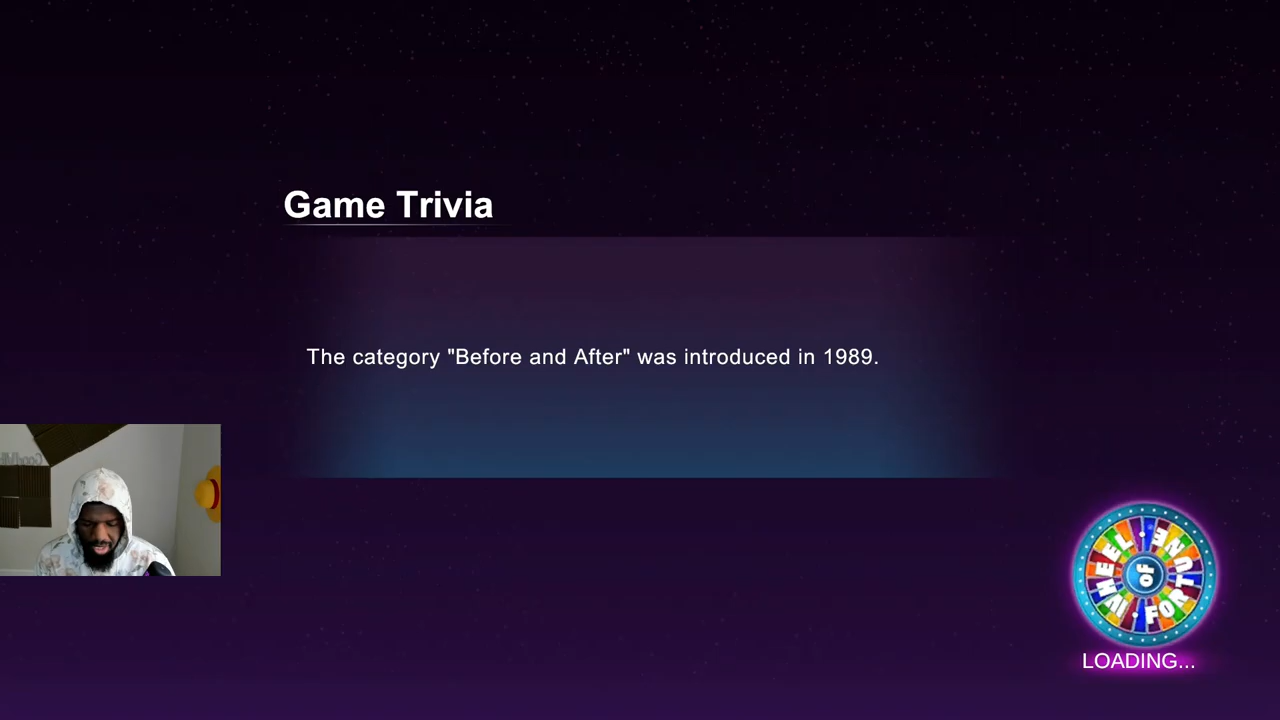 Game Trivia
The category "Before and After" was introduced in 1989.
WHEEL OF FORTUNE
LOADING...